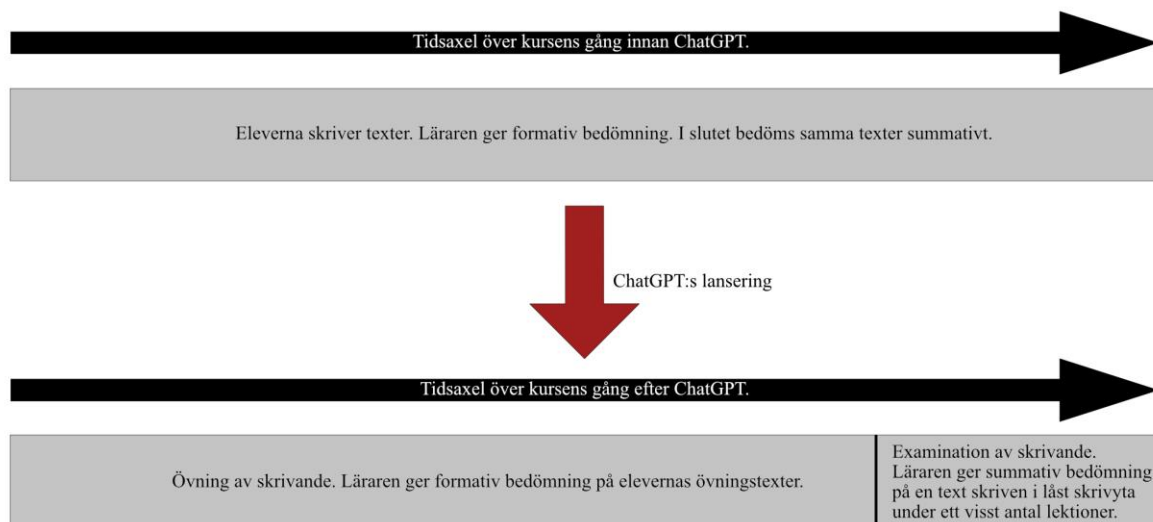 Tidsaxel över kursens gång innan ChatGPT.
Eleverna skriver texter. Läraren ger formativ bedömning. I slutet bedöms samma texter summativt.
ChatGPT:s lansering
Tidsaxel över kursens gång efter ChatGPT.
Övning av skrivande. Läraren ger formativ bedömning på elevernas övningstexter.
Examination av skrivande.
Läraren ger summativ bedömning
på en text skriven i låst skrivyta
under ett visst antal lektioner.